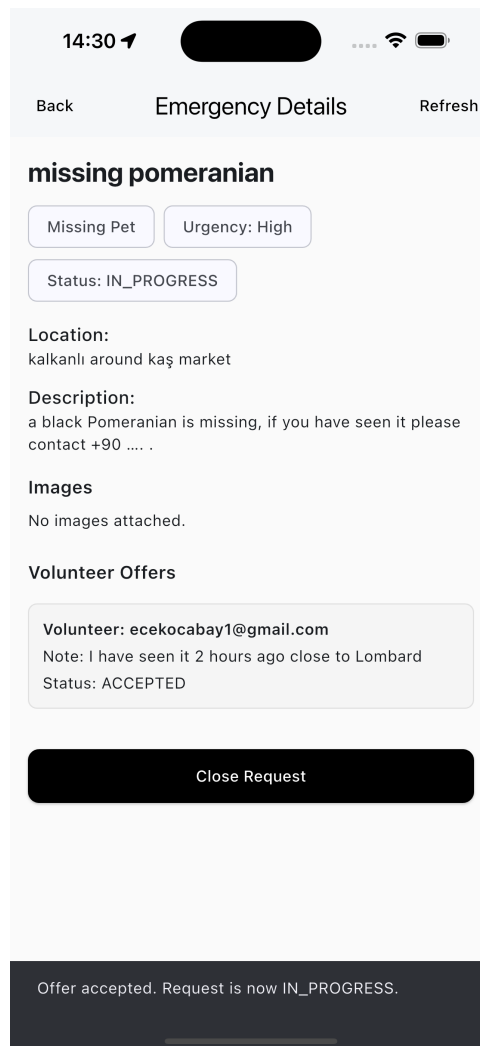 14:30
Back Emergency Details Refresh
missing pomeranian
Missing Pet Urgency: High
Status: IN_PROGRESS
Location:
kalkanlı around kaş market
Description:
a black Pomeranian is missing, if you have seen it please
contact +90 .... .
Images
No images attached.
Volunteer Offers
Volunteer: ecekocabay1@gmail.com
Note: I have seen it 2 hours ago close to Lombard
Status: ACCEPTED
Close Request
Offer accepted. Request is now IN_PROGRESS.